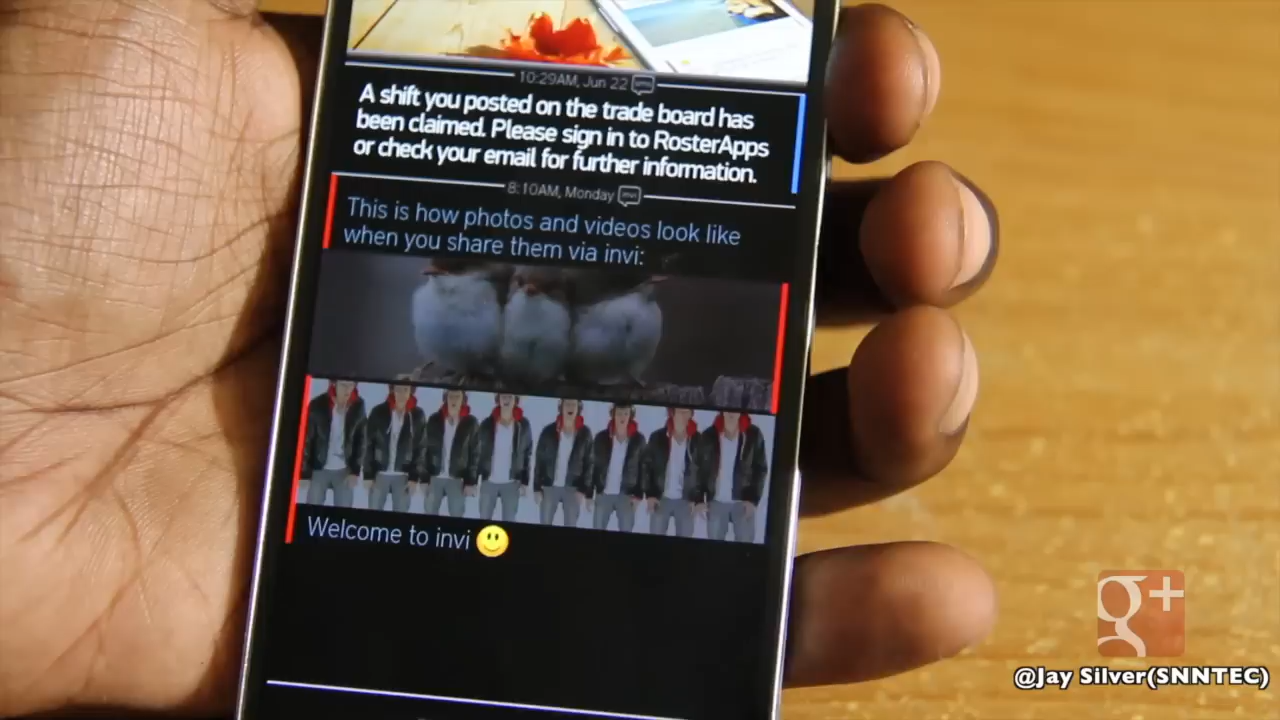 10:29AM, Jun 22
A shift you posted on the trade board has
been claimed. Please sign in to RosterApps
or check your email for further information.
8:10AM, Monday
This is how photos and videos look like
when you share them via invi:
Welcome to invi
g+
@Jay Silver(SNNTEC)